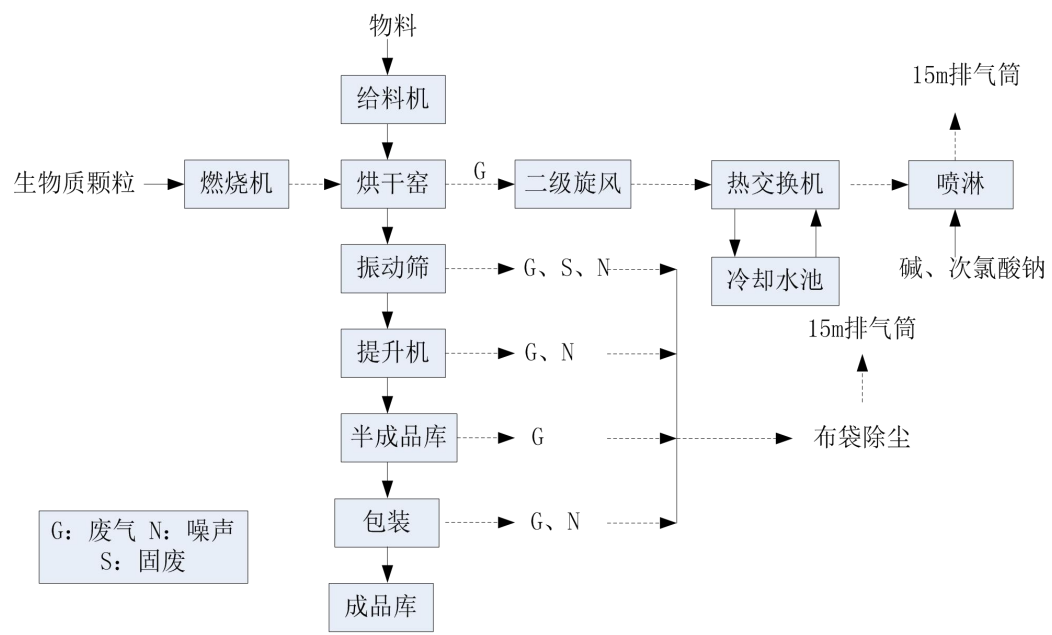 物料
15m排气筒
给料机
生物质颗粒
燃烧机
烘干窑
G
二级旋风
热交换机
喷淋
振动筛
G、S、N
冷却水池
碱、次氯酸钠
15m排气筒
提升机
G、N
半成品库
G
布袋除尘
包装
G、N
G：废气 N：噪声
S：固废
成品库